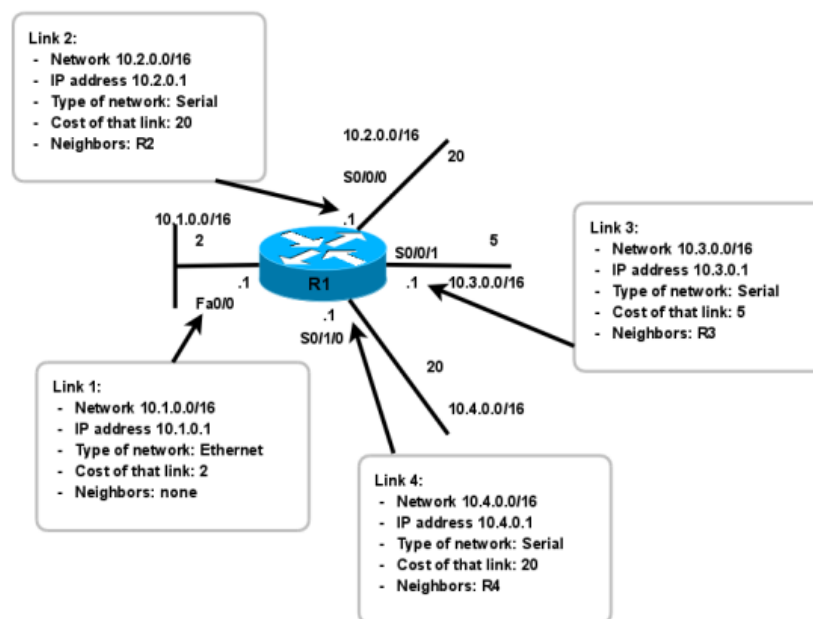 Link 2:
- Network 10.2.0.0/16
- IP address 10.2.0.1
- Type of network: Serial
- Cost of that link: 20
- Neighbors: R2
10.2.0.0/16
20
S0/0/0
.1
10.1.0.0/16
2
.1
Fa0/0
R1
S0/0/1
5
.1
10.3.0.0/16
.1
S0/1/0
20
10.4.0.0/16
Link 3:
- Network 10.3.0.0/16
- IP address 10.3.0.1
- Type of network: Serial
- Cost of that link: 5
- Neighbors: R3
Link 1:
- Network 10.1.0.0/16
- IP address 10.1.0.1
- Type of network: Ethernet
- Cost of that link: 2
- Neighbors: none
Link 4:
- Network 10.4.0.0/16
- IP address 10.4.0.1
- Type of network: Serial
- Cost of that link: 20
- Neighbors: R4